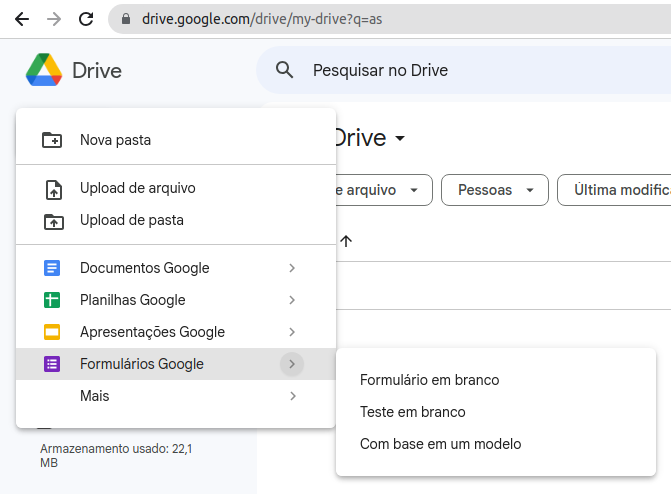 drive.google.com/drive/my-drive?q=as
Drive
Pesquisar no Drive
Nova pasta
Upload de arquivo
Upload de pasta
Documentos Google
Planilhas Google
Apresentações Google
Formulários Google
Mais
Armazenamento usado: 22,1
MB
Drive
e arquivo
Pessoas
Última modific
Formulário em branco
Teste em branco
Com base em um modelo